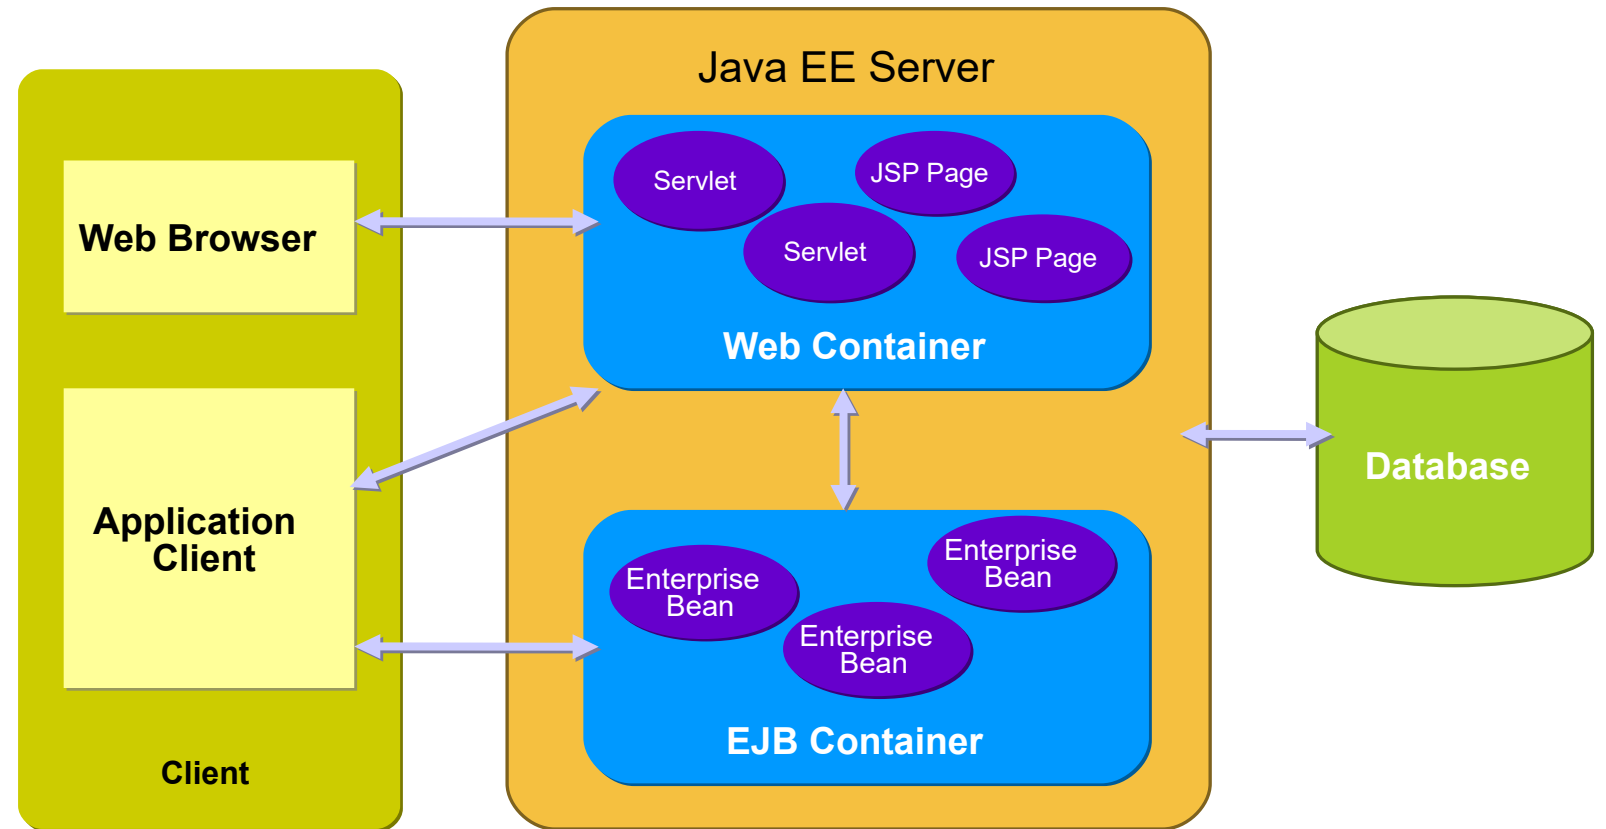 Java EE Server
Servlet
JSP Page
Servlet
JSP Page
Web Container
Web Browser
Application
Client
Client
Enterprise
Bean
Enterprise
Bean
Enterprise
Bean
EJB Container
Database